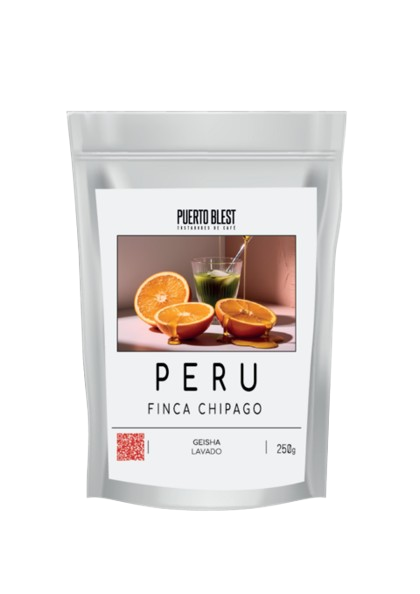 PUERTO BLEST
TOSTADORES DE CAFÉ
PERU
FINCA CHIPAGO
GEISHA
LAVADO
250g